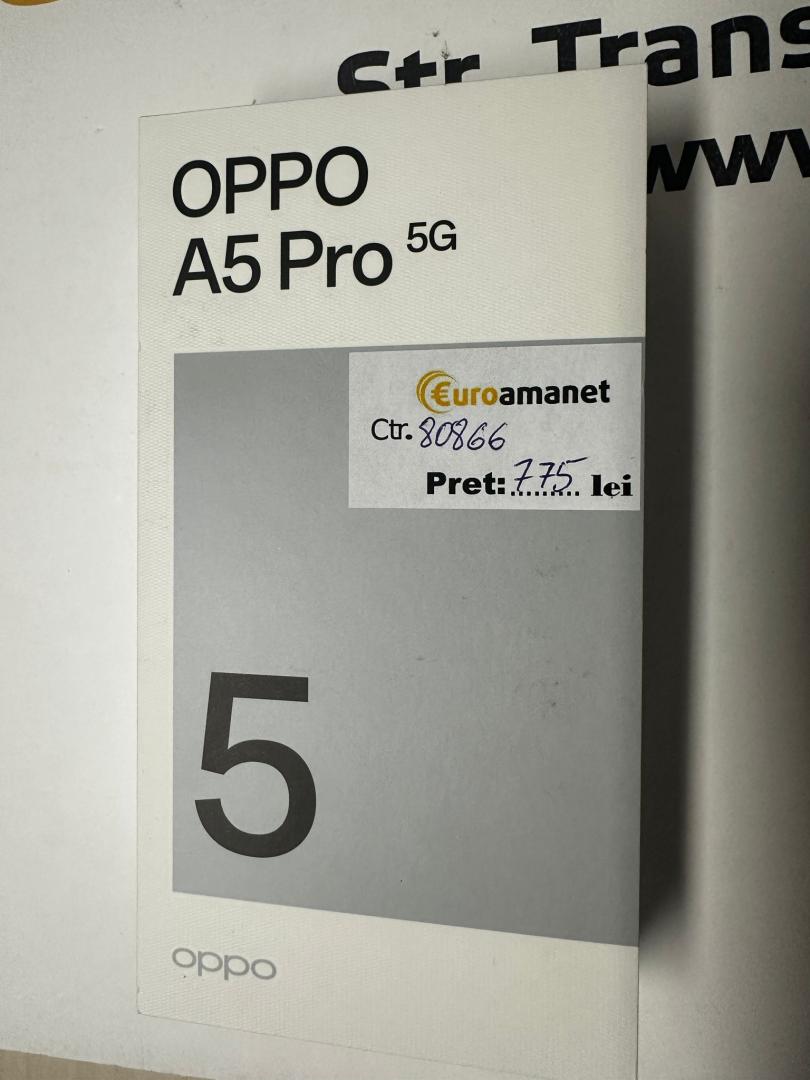 Str. Trans
www
OPPO
A5 Pro 5G
€uroamanet
Ctr. 80866
Pret: 775 lei
5
oppo